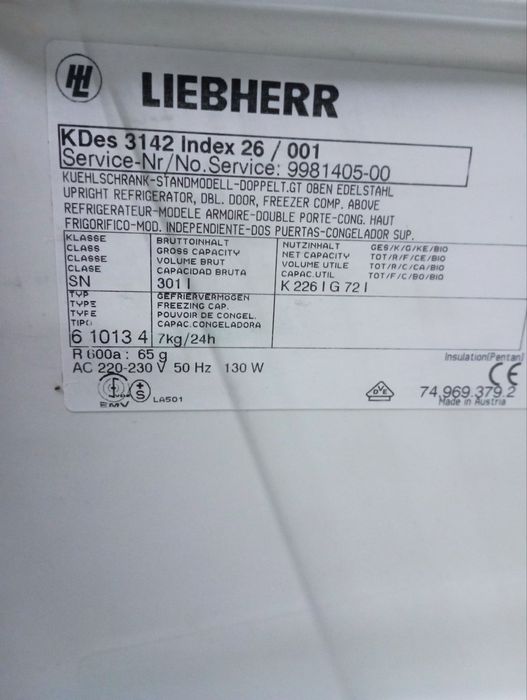 HL LIEBHERR
KDes 3142 Index 26 / 001
Service-Nr/No.Service: 9981405-00
KUEHLSCHRANK-STANDMODELL-DOPPELT.GT OBEN EDELSTAHL
UPRIGHT REFRIGERATOR, DBL. DOOR, FREEZER COMP. ABOVE
REFRIGERATEUR-MODELE ARMOIRE-DOUBLE PORTE-CONG. HAUT
FRIGORIFICO-MOD. INDEPENDIENTE-DOS PUERTAS-CONGELADOR SUP.
KLASSE BRUTTOINHALT NUTZINHALT GES/K/G/KE/BIO
CLASS GROSS CAPACITY NET CAPACITY TOT/R/F/CE/BIO
CLASSE VOLUME BRUT VOLUME UTILE TOT/R/C/CA/BIO
CLASE CAPACIDAD BRUTA CAPAC.UTIL TOT/F/C/BO/BIO
SN 301 l K 226 l G 72 l
TYP GEFRIERVERMOGEN
TYPE FREEZING CAP.
TYPE POUVOIR DE CONGEL.
TIPO CAPAC.CONGELADORA
6 1013 4 7kg/24h
R 600a: 65 g Insulation(Pentan)
AC 220-230 V 50 Hz 130 W CE
EMV S LA501 VDE 74.969.379.2
Made in Austria